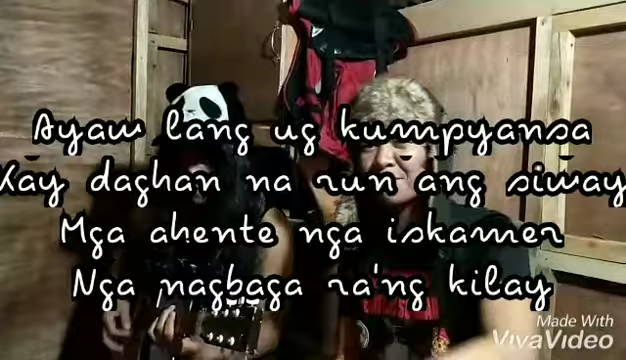 Ayaw lang ug kumpyansa
Kay daghan na run ang siway
Mga ahente nga iskamer
Nga nagbaga ra'ng kilay
Made With
VivaVideo